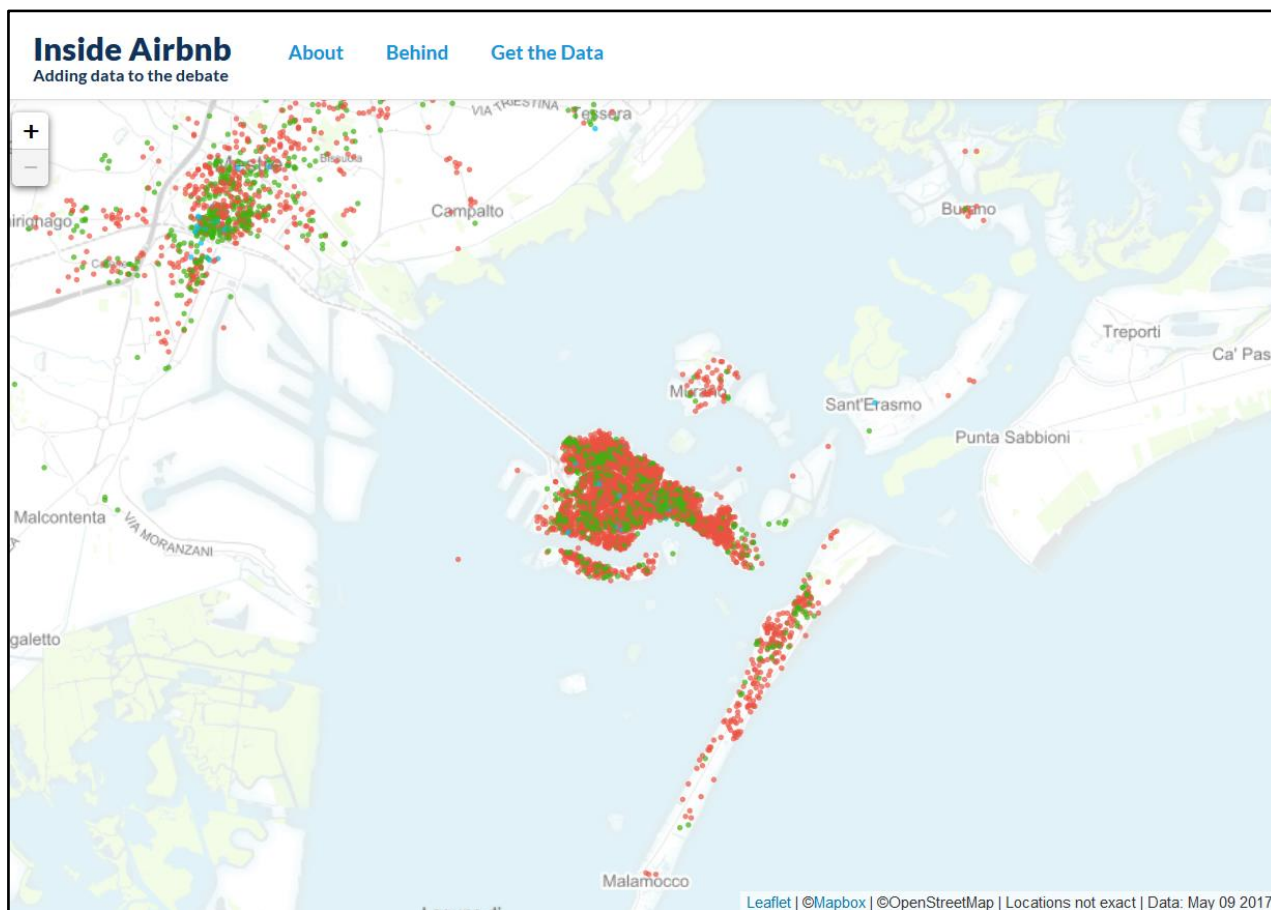 Inside Airbnb
Adding data to the debate
About Behind Get the Data
+
−
VIA TRIESTINA
Tessera
Bissuola
Campalto
Burano
Treporti
Ca' Pas
Murano
Sant'Erasmo
Punta Sabbioni
Malcontenta
VIA MORANZANI
galetto
Malamocco
Leaflet | ©Mapbox | ©OpenStreetMap | Locations not exact | Data: May 09 2017